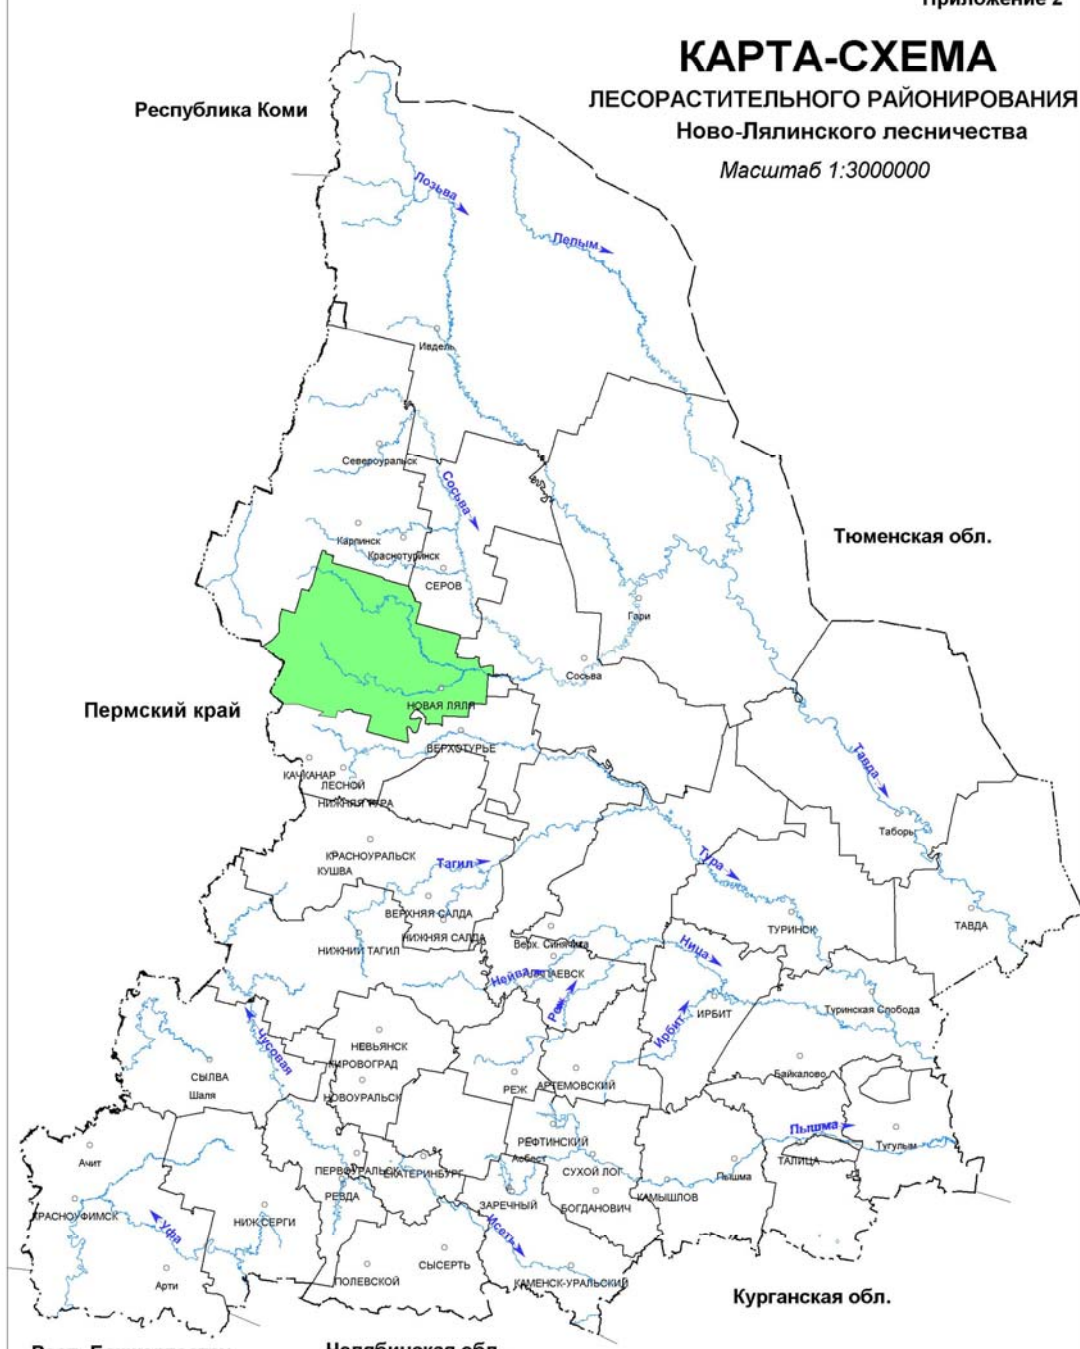 Приложение 2
КАРТА-СХЕМА
ЛЕСОРАСТИТЕЛЬНОГО РАЙОНИРОВАНИЯ
Ново-Лялинского лесничества
Масштаб 1:3000000
Республика Коми
Лозьва
Пелым
Ивдель
Североуральск
Сосьва
Карпинск
Краснотуринск
СЕРОВ
Тюменская обл.
Гари
Сосьва
Пермский край
НОВАЯ ЛЯЛЯ
ВЕРХОТУРЬЕ
КАЧКАНАР
ЛЕСНОЙ
НИЖНЯЯ ТУРА
Тавда
Таборы
КРАСНОУРАЛЬСК
КУШВА
Тагил
Тура
ВЕРХНЯЯ САЛДА
НИЖНЯЯ САЛДА
НИЖНИЙ ТАГИЛ
Верх. Синячиха
Ница
ТУРИНСК
ТАВДА
Нейва
АЛАПАЕВСК
Реж
ИРБИТ
Ирбит
Туринская Слобода
Чусовая
НЕВЬЯНСК
КИРОВОГРАД
СЫЛВА
Шаля
НОВОУРАЛЬСК
РЕЖ
АРТЕМОВСКИЙ
Байкалово
Пышма
Тугулым
РЕФТИНСКИЙ
Асбест
СУХОЙ ЛОГ
ТАЛИЦА
Пышма
Ачит
ПЕРВОУРАЛЬСК
ЕКАТЕРИНБУРГ
РЕВДА
ЗАРЕЧНЫЙ
БОГДАНОВИЧ
КАМЫШЛОВ
КРАСНОУФИМСК
Уфа
НИЖ.СЕРГИ
Исеть
СЫСЕРТЬ
Арти
ПОЛЕВСКОЙ
КАМЕНСК-УРАЛЬСКИЙ
Курганская обл.
Челябинская обл.